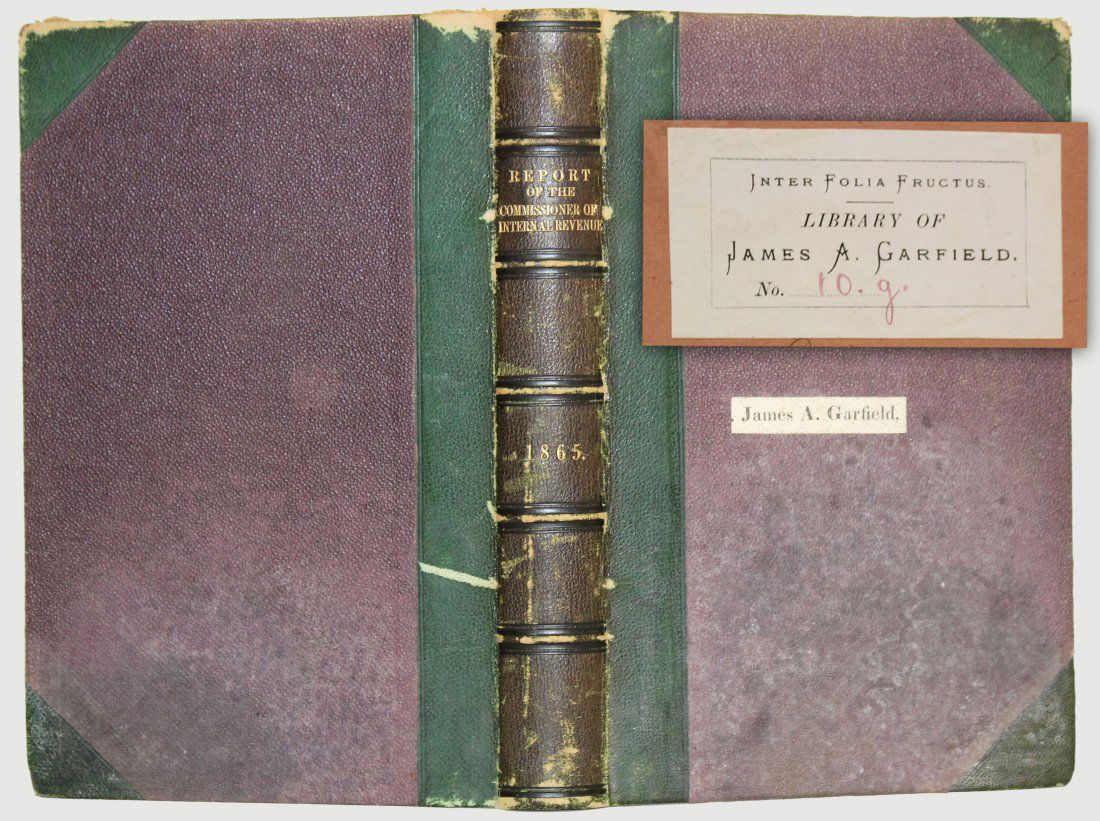 REPORT
OF THE
COMMISSIONER OF
INTERNAL REVENUE
1865.
INTER FOLIA FRUCTUS.
LIBRARY OF
JAMES A. GARFIELD.
No. 10. g.
. James A. Garfield,